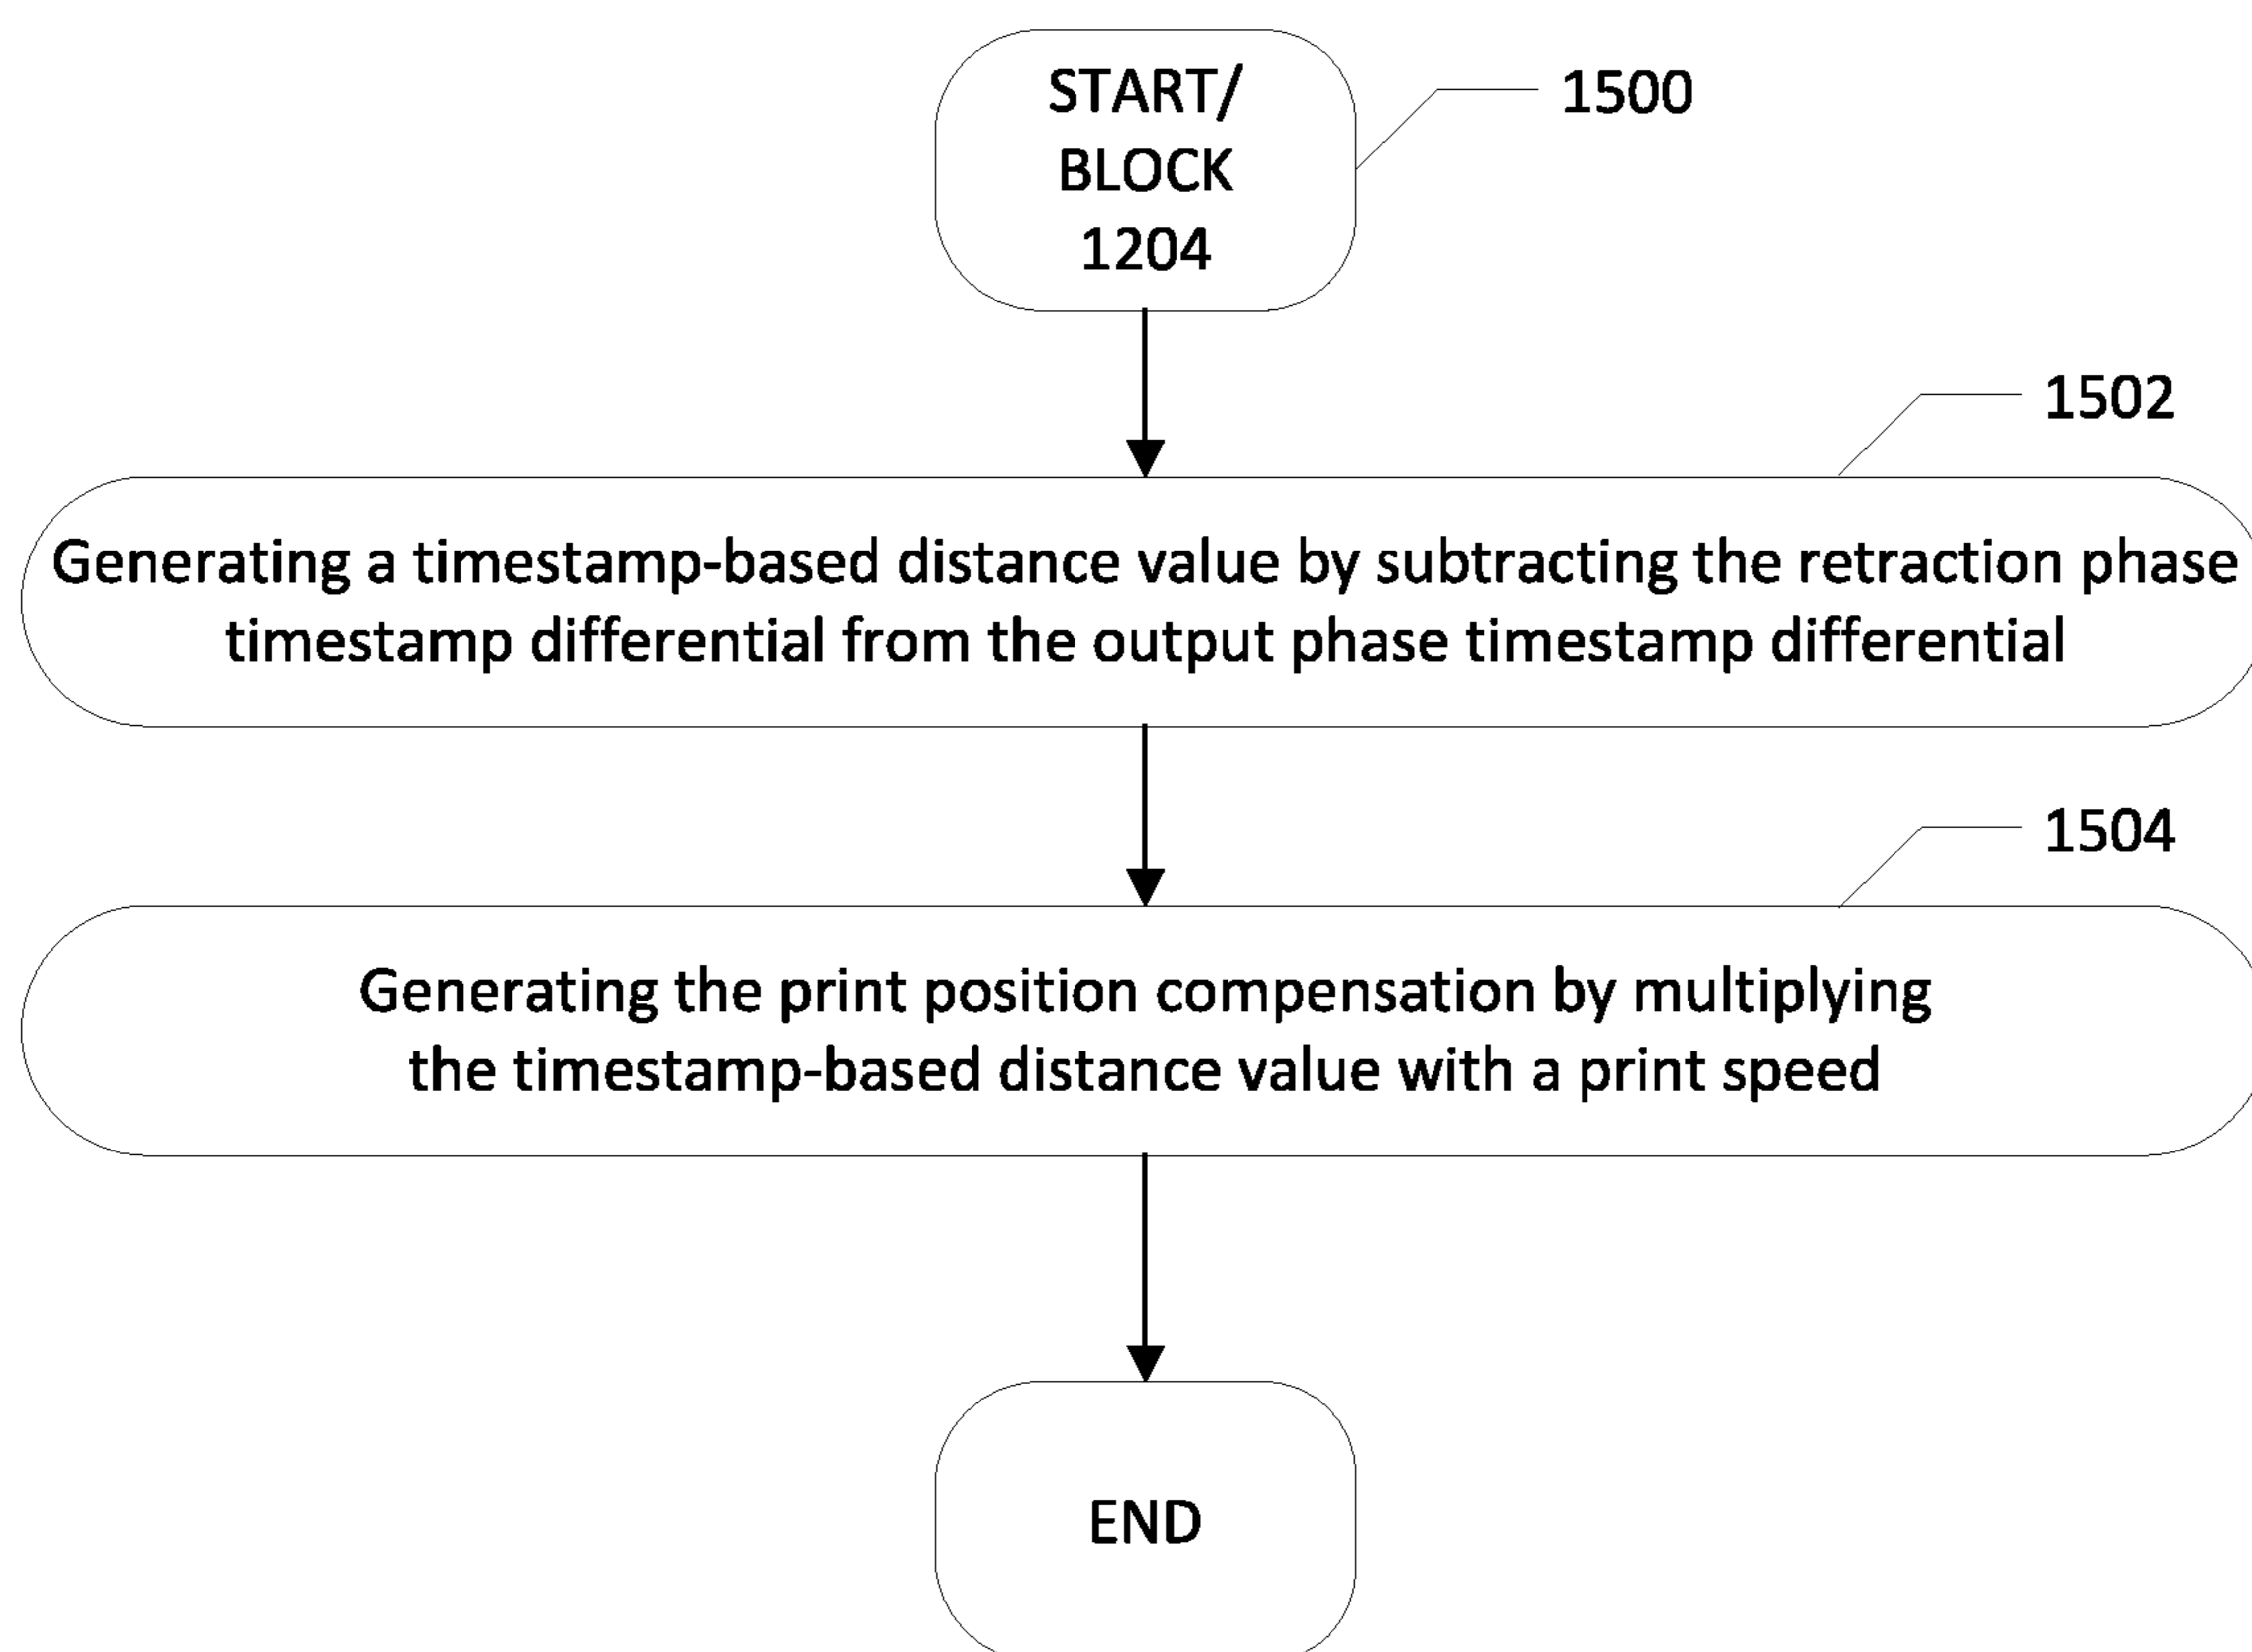 START/
BLOCK
1204
1500
1502
Generating a timestamp-based distance value by subtracting the retraction phase
timestamp differential from the output phase timestamp differential
1504
Generating the print position compensation by multiplying
the timestamp-based distance value with a print speed
END